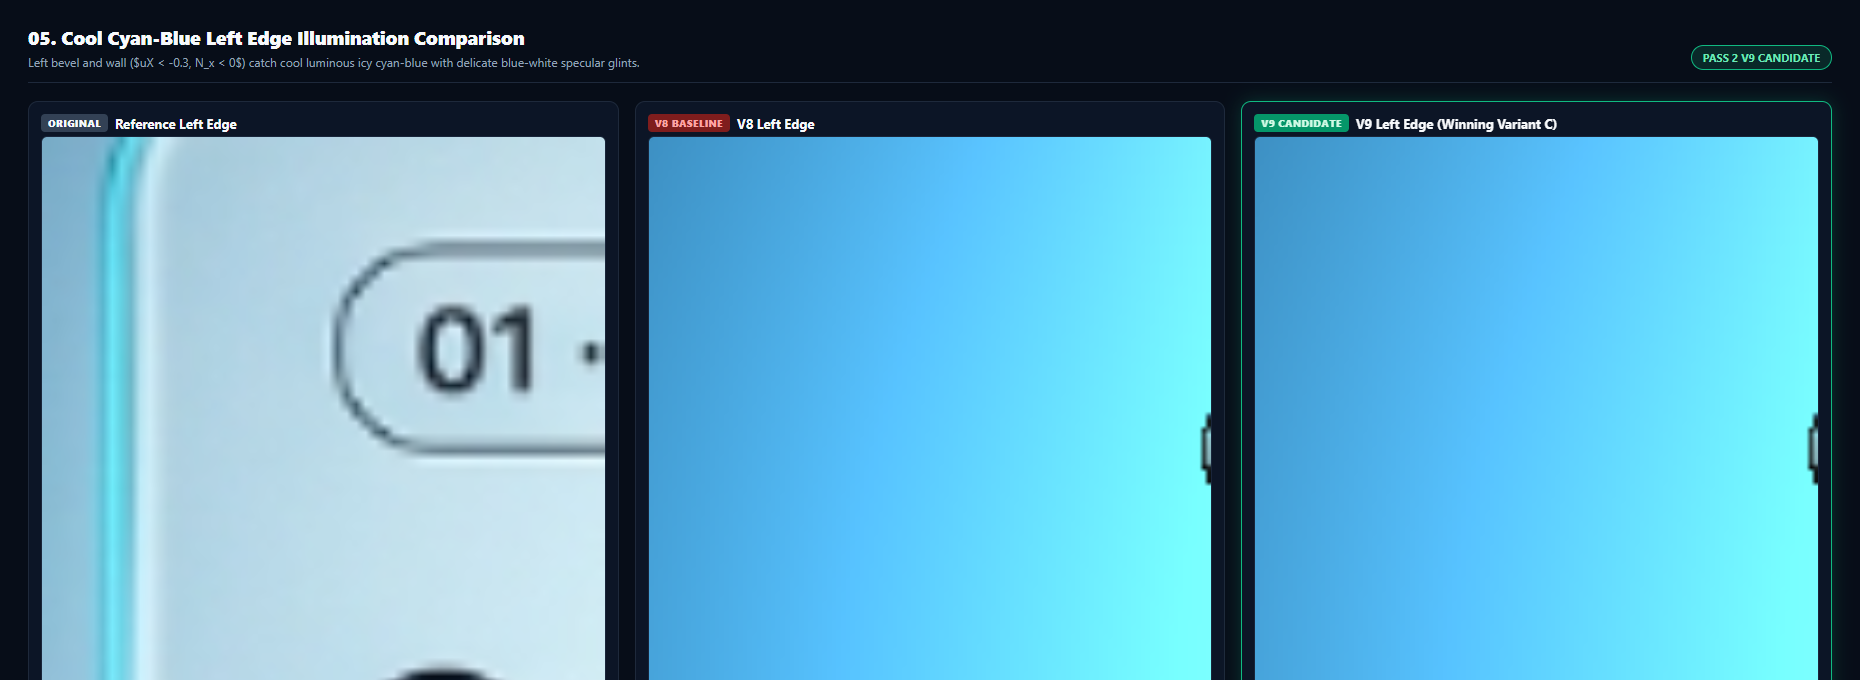 05. Cool Cyan-Blue Left Edge Illumination Comparison
Left bevel and wall ($uX < -0.3, N_x < 0$) catch cool luminous icy cyan-blue with delicate blue-white specular glints.
PASS 2 V9 CANDIDATE
ORIGINAL Reference Left Edge
V8 BASELINE V8 Left Edge
V9 CANDIDATE V9 Left Edge (Winning Variant C)
01 ·